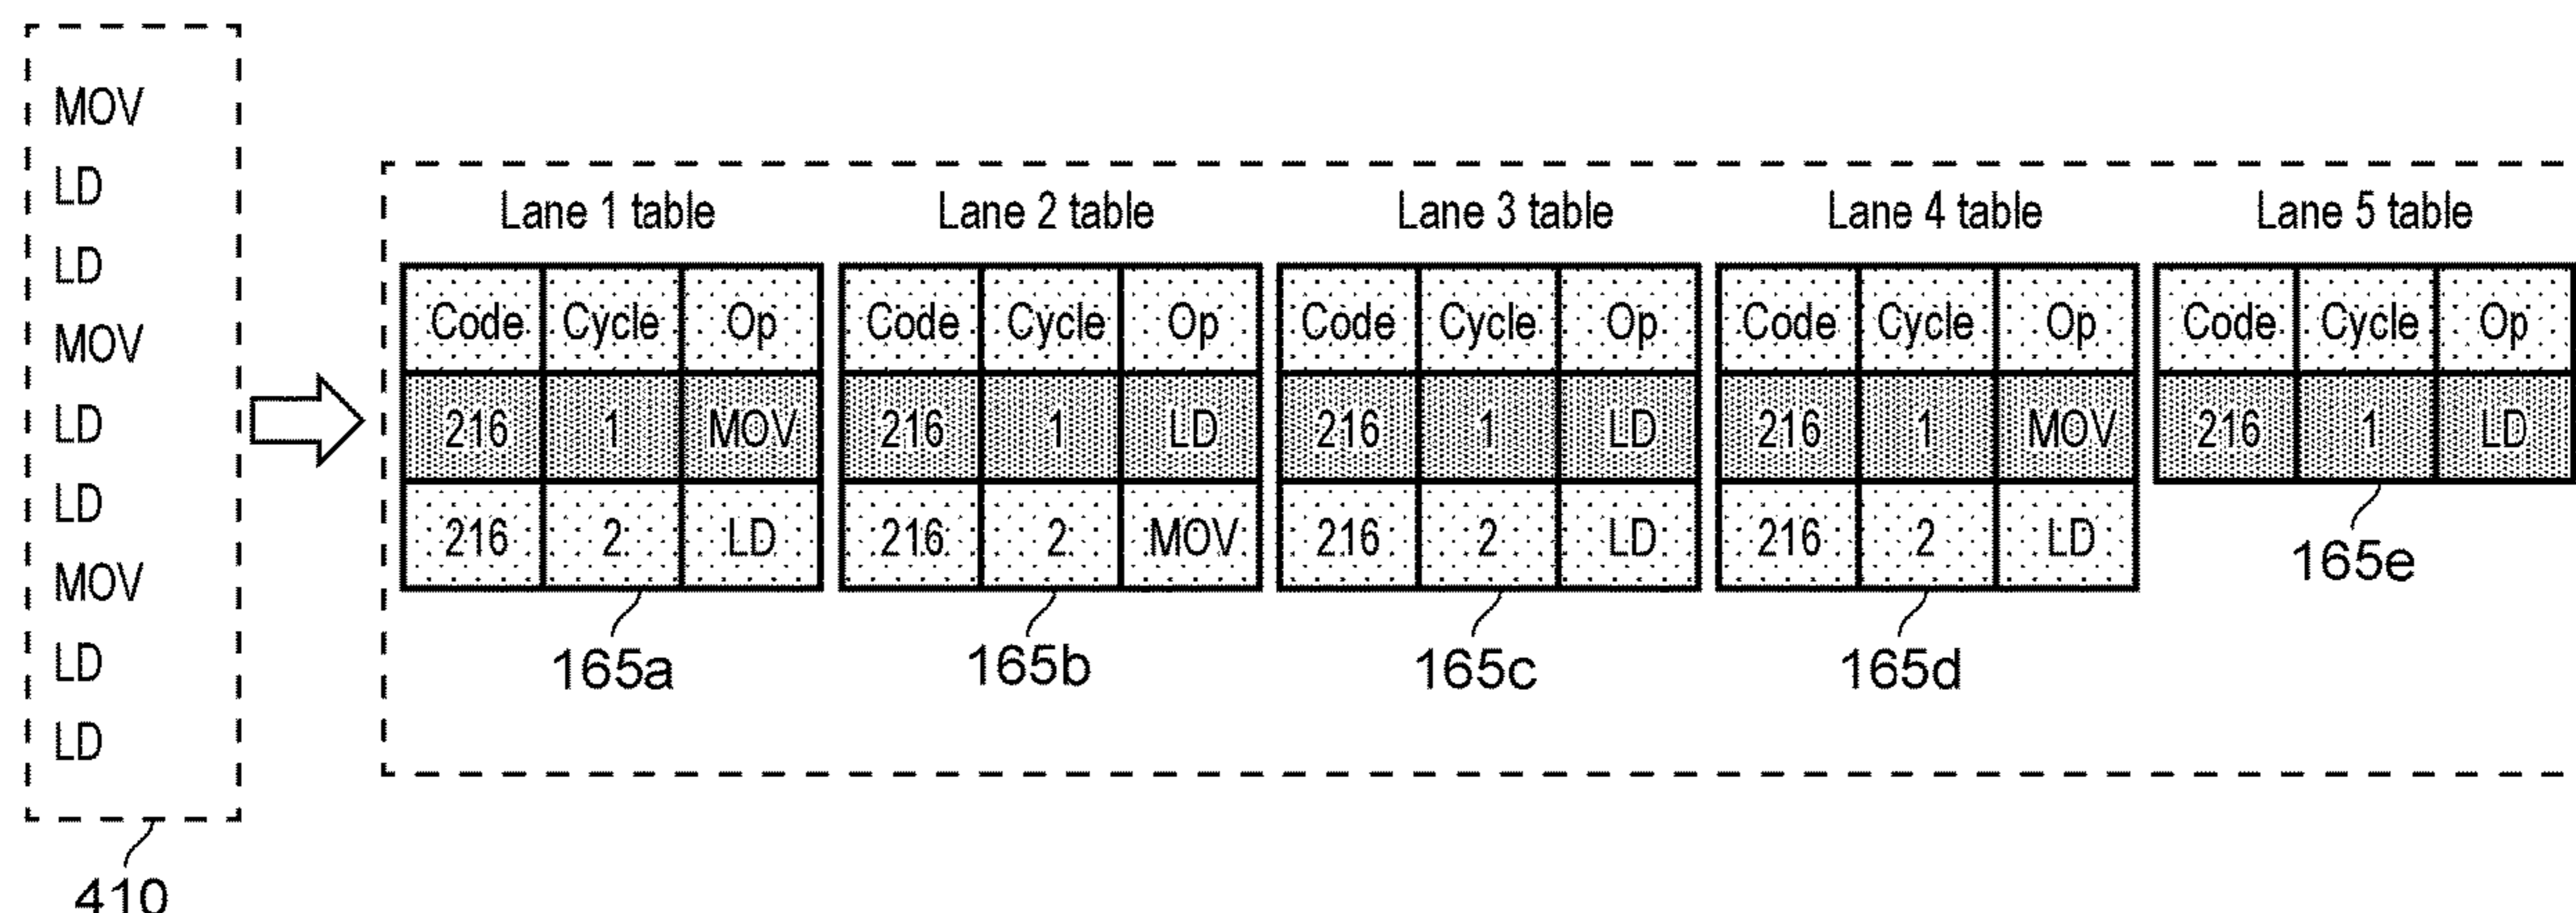 MOV
LD
LD
MOV
LD
LD
MOV
LD
LD
410
Lane 1 table Lane 2 table Lane 3 table Lane 4 table Lane 5 table
Code Cycle Op Code Cycle Op Code Cycle Op Code Cycle Op Code Cycle Op
216 1 MOV 216 1 LD 216 1 LD 216 1 MOV 216 1 LD
216 2 LD 216 2 MOV 216 2 LD 216 2 LD
165a 165b 165c 165d 165e